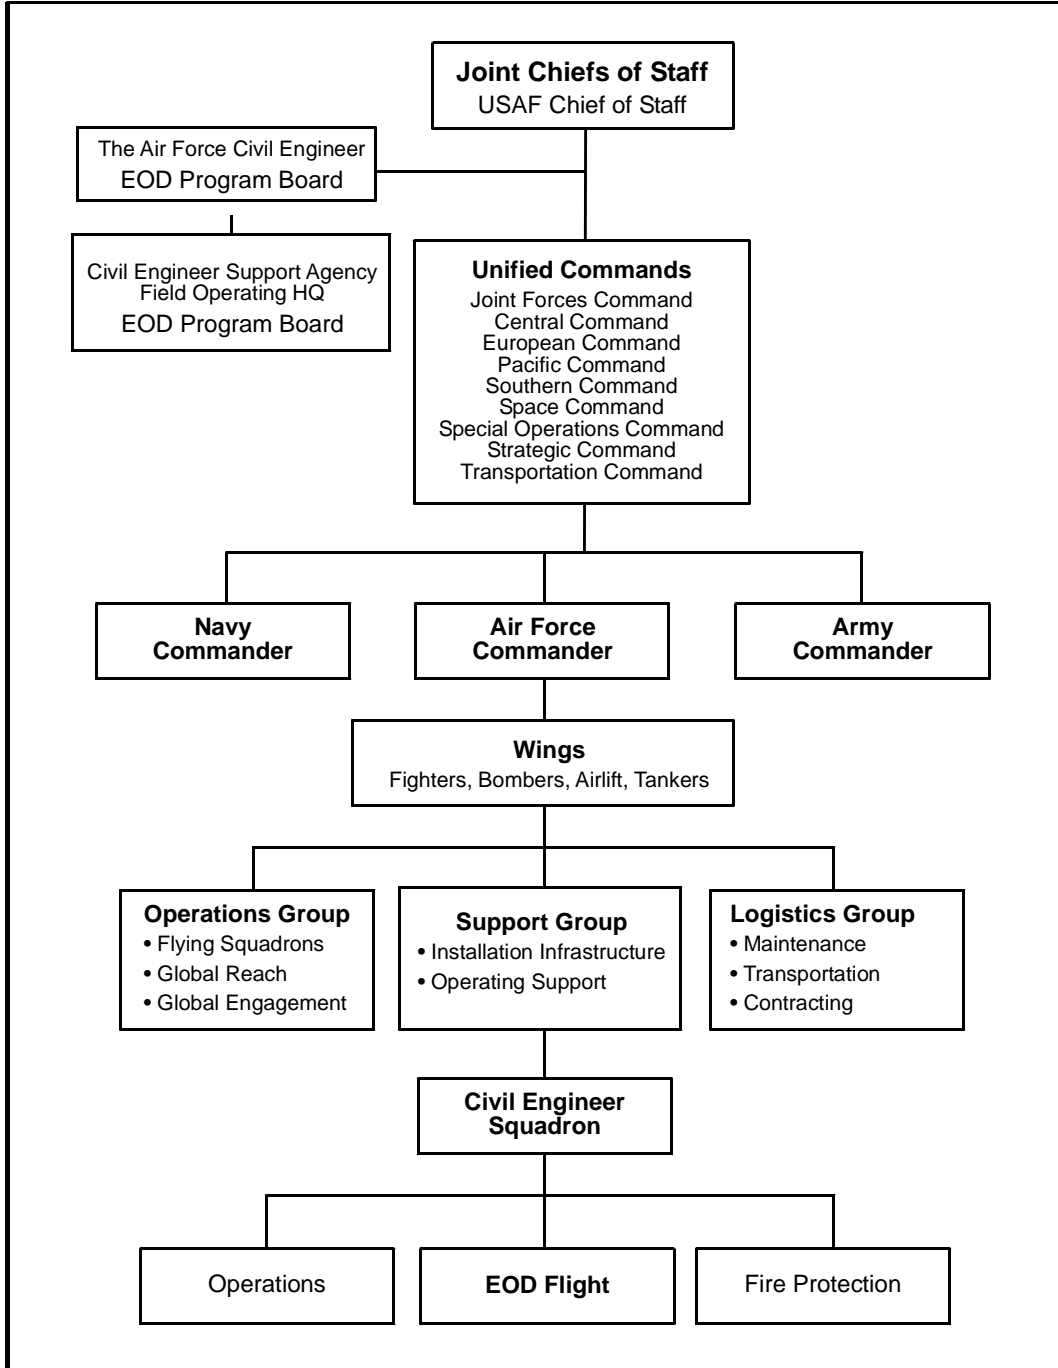 Joint Chiefs of Staff
USAF Chief of Staff
The Air Force Civil Engineer
EOD Program Board
Civil Engineer Support Agency
Field Operating HQ
EOD Program Board
Unified Commands
Joint Forces Command
Central Command
European Command
Pacific Command
Southern Command
Space Command
Special Operations Command
Strategic Command
Transportation Command
Navy
Commander
Air Force
Commander
Army
Commander
Wings
Fighters, Bombers, Airlift, Tankers
Operations Group
• Flying Squadrons
• Global Reach
• Global Engagement
Support Group
• Installation Infrastructure
• Operating Support
Logistics Group
• Maintenance
• Transportation
• Contracting
Civil Engineer
Squadron
Operations
EOD Flight
Fire Protection